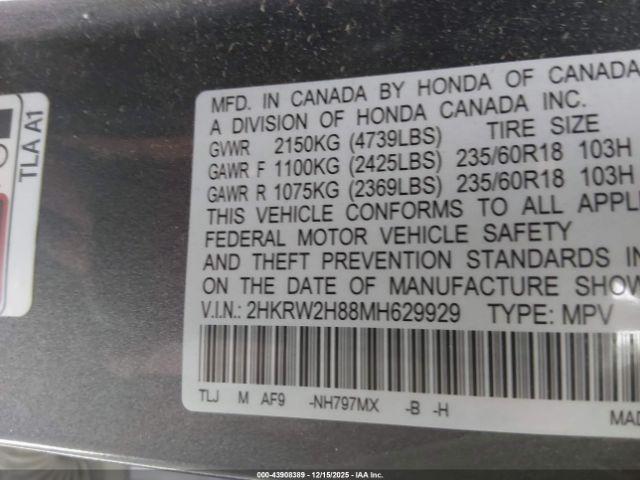 TLA A1
MFD. IN CANADA BY HONDA OF CANADA
A DIVISION OF HONDA CANADA INC.
GVWR 2150KG (4739LBS) TIRE SIZE
GAWR F 1100KG (2425LBS) 235/60R18 103H
GAWR R 1075KG (2369LBS) 235/60R18 103H
THIS VEHICLE CONFORMS TO ALL APPLI
FEDERAL MOTOR VEHICLE SAFETY
AND THEFT PREVENTION STANDARDS IN
ON THE DATE OF MANUFACTURE SHOW
V.I.N.: 2HKRW2H88MH629929 TYPE: MPV
TLJ M AF9 -NH797MX -B -H
MAD
000-43908389 - 12/15/2025 - IAA Inc.